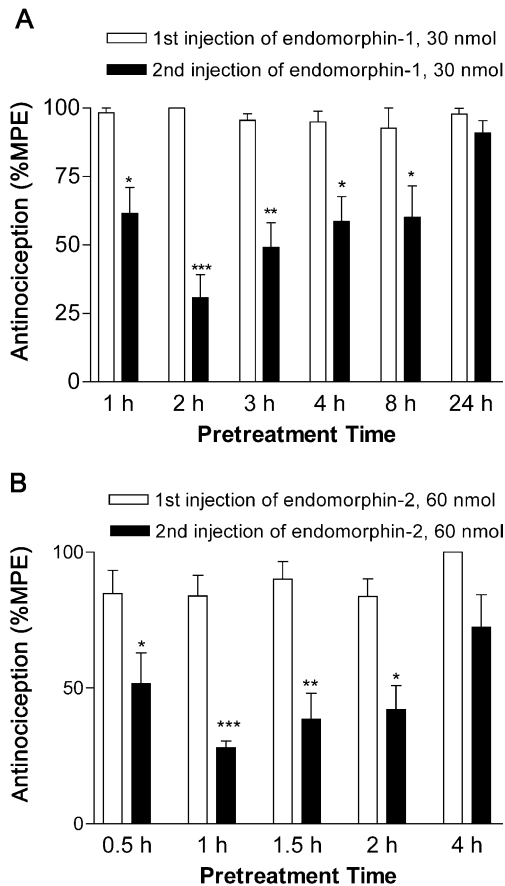 A
1st injection of endomorphin-1, 30 nmol
2nd injection of endomorphin-1, 30 nmol
Antinociception (%MPE)
100
75
50
25
0
*
***
**
*
*
1 h 2 h 3 h 4 h 8 h 24 h
Pretreatment Time
B
1st injection of endomorphin-2, 60 nmol
2nd injection of endomorphin-2, 60 nmol
Antinociception (%MPE)
100
50
0
*
***
**
*
0.5 h 1 h 1.5 h 2 h 4 h
Pretreatment Time